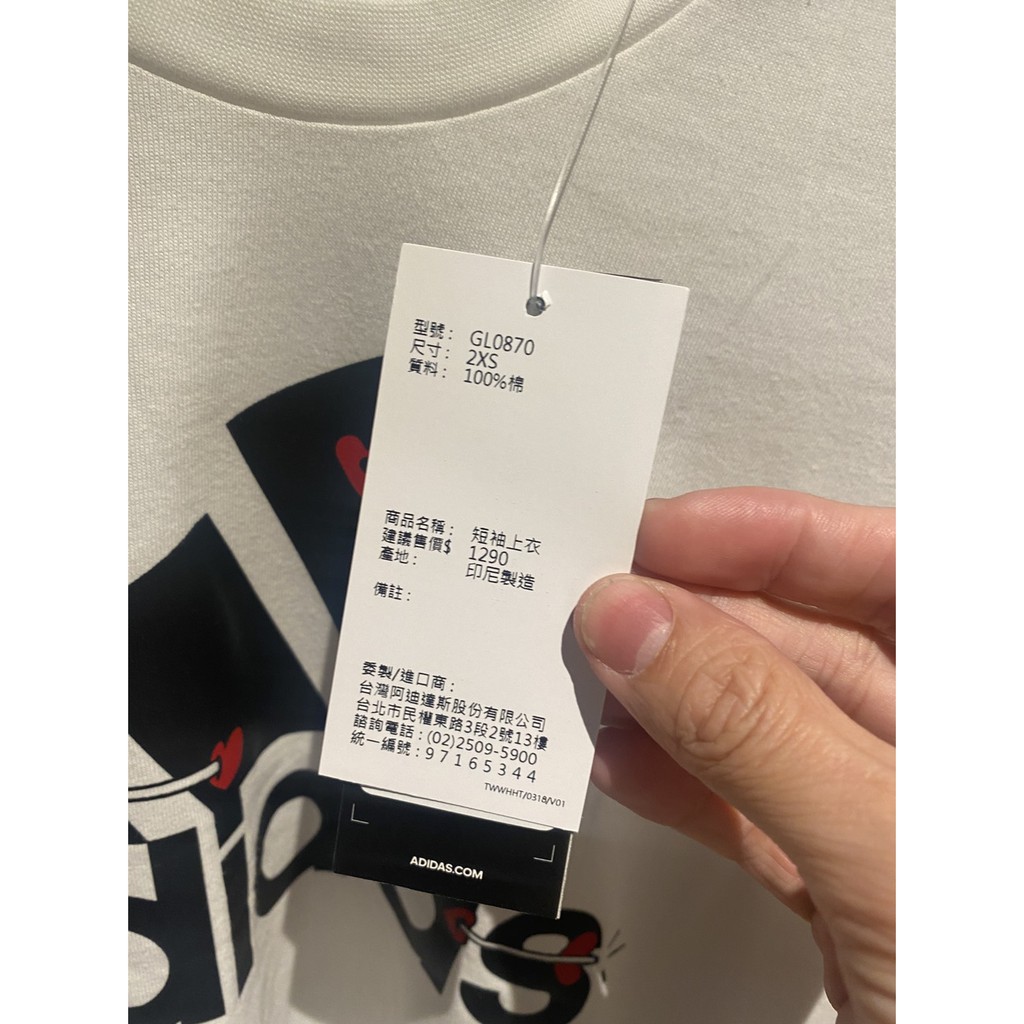 型號： GL0870
尺寸： 2XS
質料： 100%棉
商品名稱： 短袖上衣
建議售價$ 1290
產地： 印尼製造
備註：
委製/進口商：
台灣阿迪達斯股份有限公司
台北市民權東路3段2號13樓
諮詢電話：(02)2509-5900
統一編號：97165344
TWWHHT/0318/V01
ADIDAS.COM